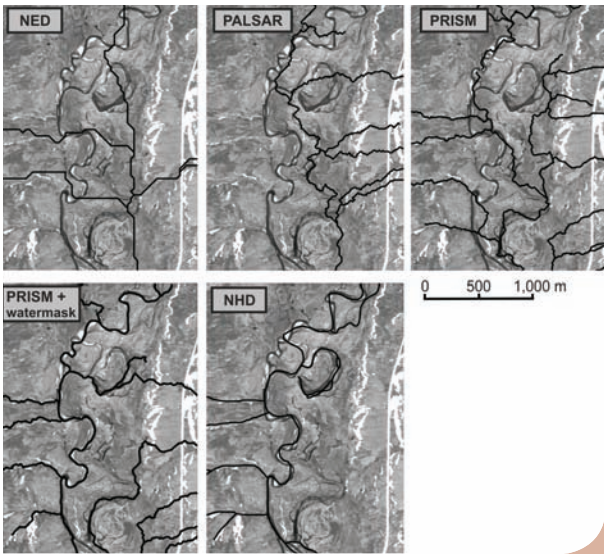 NED
PALSAR
PRISM
PRISM +
watermask
NHD
0 500 1,000 m